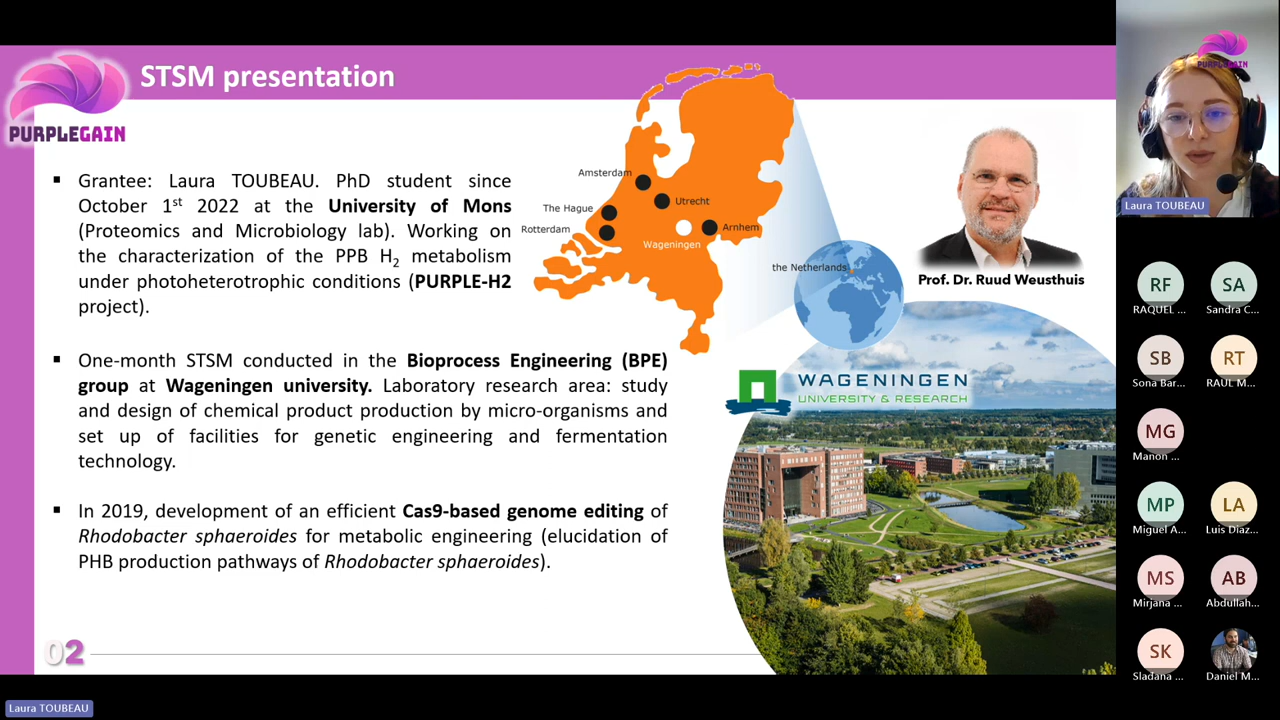 STSM presentation
PURPLEGAIN
Grantee: Laura TOUBEAU. PhD student since
October 1st 2022 at the University of Mons
(Proteomics and Microbiology lab). Working on
the characterization of the PPB H2 metabolism
under photoheterotrophic conditions (PURPLE-H2
project).
One-month STSM conducted in the Bioprocess Engineering (BPE)
group at Wageningen university. Laboratory research area: study
and design of chemical product production by micro-organisms and
set up of facilities for genetic engineering and fermentation
technology.
In 2019, development of an efficient Cas9-based genome editing of
Rhodobacter sphaeroides for metabolic engineering (elucidation of
PHB production pathways of Rhodobacter sphaeroides).
02
Amsterdam
Utrecht
The Hague
Rotterdam
Arnhem
Wageningen
the Netherlands
Prof. Dr. Ruud Weusthuis
WAGENINGEN
UNIVERSITY & RESEARCH
PURPLEGAIN
Laura TOUBEAU
RF
SA
RAQUEL ...
Sandra C...
SB
RT
Sona Bar...
RAUL M...
MG
Manon ...
MP
LA
Miguel A...
Luis Diaz...
MS
AB
Mirjana ...
Abdullah...
SK
Sladana ...
Daniel M...
Laura TOUBEAU